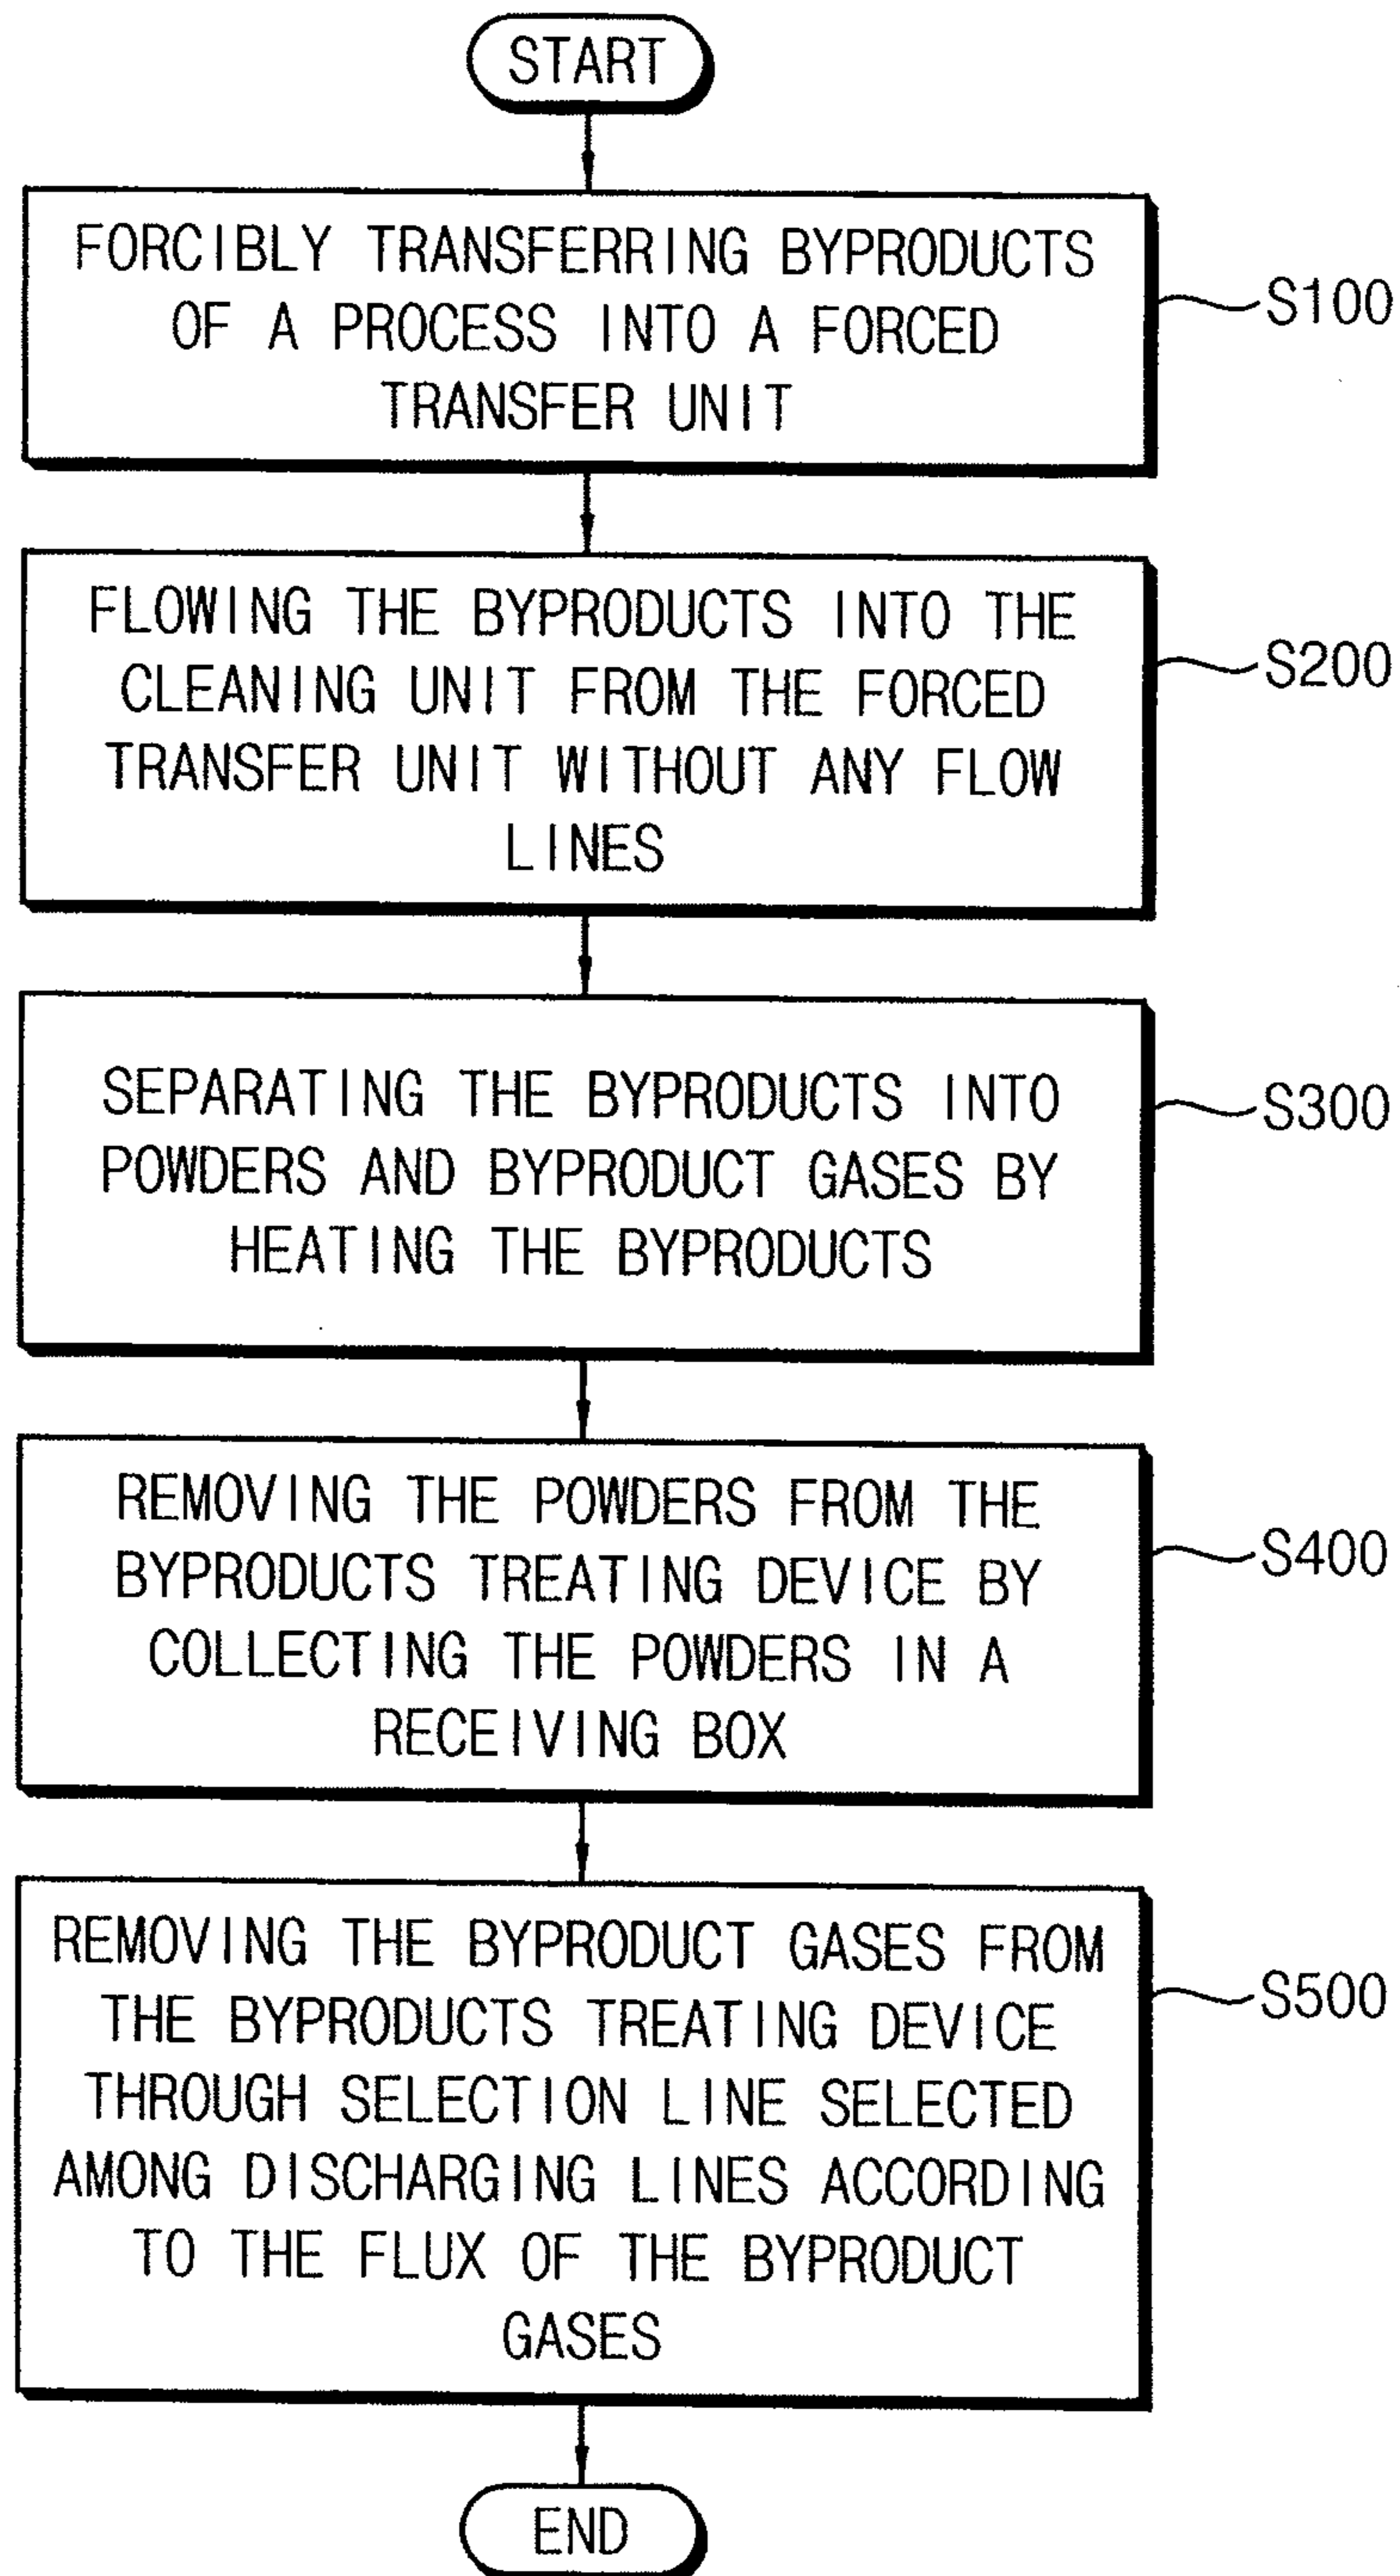 START
FORCIBLY TRANSFERRING BYPRODUCTS
OF A PROCESS INTO A FORCED
TRANSFER UNIT
S100
FLOWING THE BYPRODUCTS INTO THE
CLEANING UNIT FROM THE FORCED
TRANSFER UNIT WITHOUT ANY FLOW
LINES
S200
SEPARATING THE BYPRODUCTS INTO
POWDERS AND BYPRODUCT GASES BY
HEATING THE BYPRODUCTS
S300
REMOVING THE POWDERS FROM THE
BYPRODUCTS TREATING DEVICE BY
COLLECTING THE POWDERS IN A
RECEIVING BOX
S400
REMOVING THE BYPRODUCT GASES FROM
THE BYPRODUCTS TREATING DEVICE
THROUGH SELECTION LINE SELECTED
AMONG DISCHARGING LINES ACCORDING
TO THE FLUX OF THE BYPRODUCT
GASES
S500
END